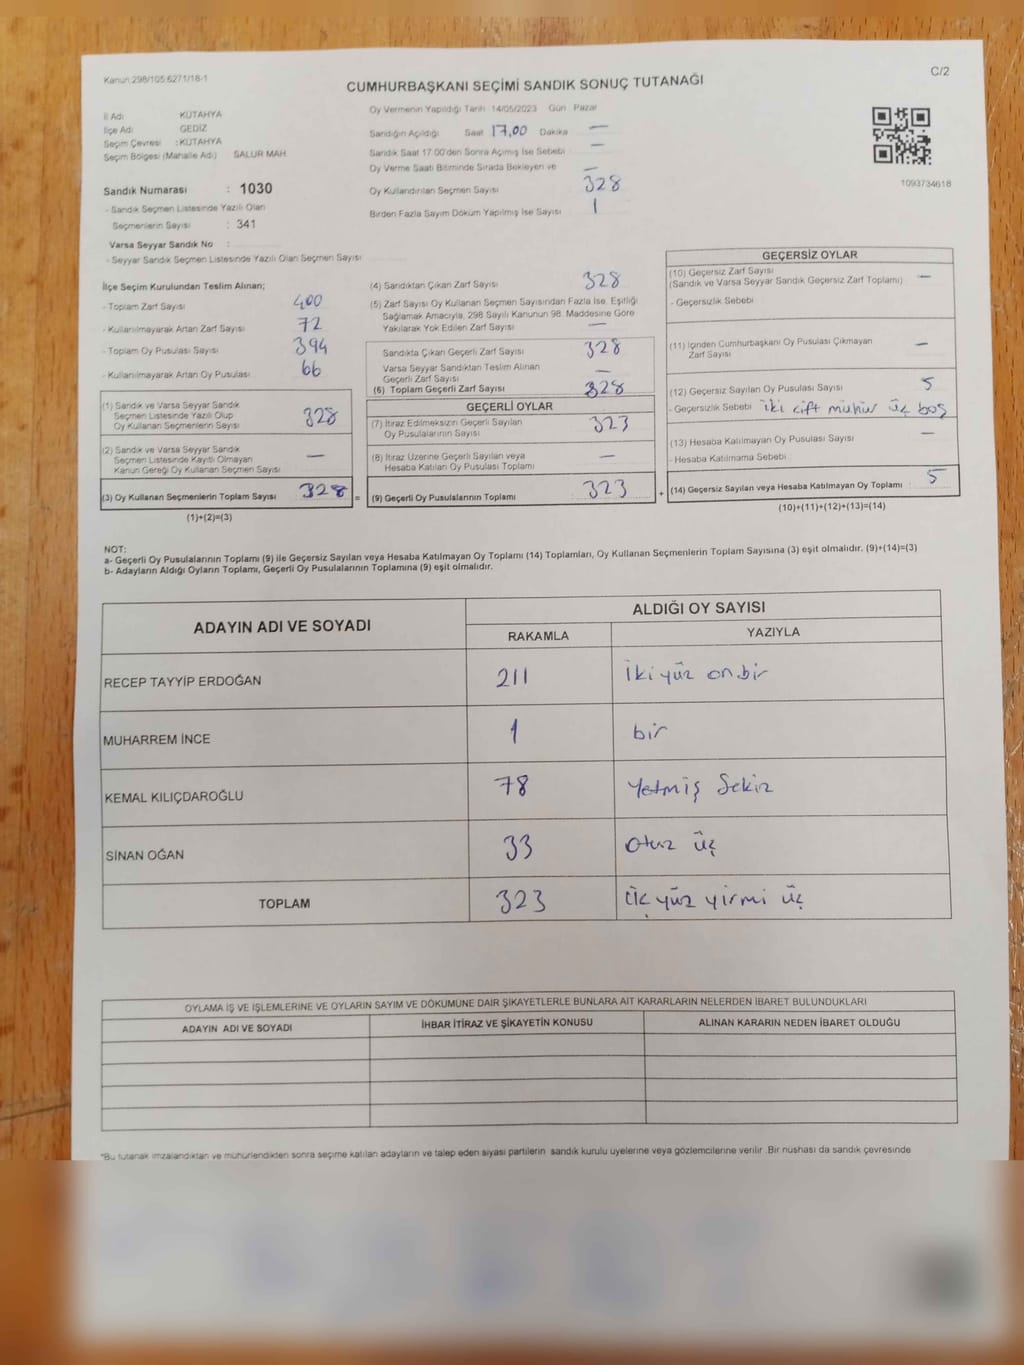 Kanun:298/105 6271/18-1
C/2
CUMHURBAŞKANI SEÇİMİ SANDIK SONUÇ TUTANAĞI
İl Adı : KÜTAHYA
İlçe Adı : GEDİZ
Seçim Çevresi : KÜTAHYA
Seçim Bölgesi (Mahalle Adı) SALUR MAH.
Sandık Numarası : 1030
- Sandık Seçmen Listesinde Yazılı Olan
Seçmenlerin Sayısı : 341
Varsa Seyyar Sandık No :
- Seyyar Sandık Seçmen Listesinde Yazılı Olan Seçmen Sayısı
Oy Vermenin Yapıldığı Tarih 14/05/2023 Gün : Pazar
Sandığın Açıldığı Saat 17,00 Dakika —
Sandık Saat 17:00'den Sonra Açılmış İse Sebebi —
Oy Verme Saati Bitiminde Sırada Bekleyen ve —
Oy Kullandırılan Seçmen Sayısı 328
Birden Fazla Sayım Döküm Yapılmış İse Sayısı 1
1093734618
İlçe Seçim Kurulundan Teslim Alınan;
- Toplam Zarf Sayısı 400
- Kullanılmayarak Artan Zarf Sayısı 72
- Toplam Oy Pusulası Sayısı 394
- Kullanılmayarak Artan Oy Pusulası 66
(1) Sandık ve Varsa Seyyar Sandık
Seçmen Listesinde Yazılı Olup
Oy Kullanan Seçmenlerin Sayısı 328
(2) Sandık ve Varsa Seyyar Sandık
Seçmen Listesinde Kayıtlı Olmayan
Kanun Gereği Oy Kullanan Seçmen Sayısı —
(3) Oy Kullanan Seçmenlerin Toplam Sayısı 328 =
(1)+(2)=(3)
(4) Sandıktan Çıkan Zarf Sayısı 328
(5) Zarf Sayısı Oy Kullanan Seçmen Sayısından Fazla İse, Eşitliği
Sağlamak Amacıyla, 298 Sayılı Kanunun 98. Maddesine Göre
Yakılarak Yok Edilen Zarf Sayısı —
Sandıkta Çıkan Geçerli Zarf Sayısı 328
Varsa Seyyar Sandıktan Teslim Alınan
Geçerli Zarf Sayısı —
(6) Toplam Geçerli Zarf Sayısı 328
GEÇERLİ OYLAR
(7) İtiraz Edilmeksizin Geçerli Sayılan
Oy Pusulalarının Sayısı 323
(8) İtiraz Üzerine Geçerli Sayılan veya
Hesaba Katılan Oy Pusulası Toplamı —
(9) Geçerli Oy Pusulalarının Toplamı 323 +
GEÇERSİZ OYLAR
(10) Geçersiz Zarf Sayısı
(Sandık ve Varsa Seyyar Sandık Geçersiz Zarf Toplamı) —
- Geçersizlik Sebebi
(11) İçinden Cumhurbaşkanı Oy Pusulası Çıkmayan
Zarf Sayısı —
(12) Geçersiz Sayılan Oy Pusulası Sayısı 5
- Geçersizlik Sebebi iki çift mühür üç boş
(13) Hesaba Katılmayan Oy Pusulası Sayısı —
- Hesaba Katılmama Sebebi
(14) Geçersiz Sayılan veya Hesaba Katılmayan Oy Toplamı : 5
(10)+(11)+(12)+(13)=(14)
NOT:
a- Geçerli Oy Pusulalarının Toplamı (9) ile Geçersiz Sayılan veya Hesaba Katılmayan Oy Toplamı (14) Toplamları, Oy Kullanan Seçmenlerin Toplam Sayısına (3) eşit olmalıdır. (9)+(14)=(3)
b- Adayların Aldığı Oyların Toplamı, Geçerli Oy Pusulalarının Toplamına (9) eşit olmalıdır.
ADAYIN ADI VE SOYADI
ALDIĞI OY SAYISI
RAKAMLA YAZIYLA
RECEP TAYYİP ERDOĞAN 211 İki yüz onbir
MUHARREM İNCE 1 bir
KEMAL KILIÇDAROĞLU 78 Yetmiş Sekiz
SİNAN OĞAN 33 Otuz üç
TOPLAM 323 Üç yüz yirmi üç
OYLAMA İŞ VE İŞLEMLERİNE VE OYLARIN SAYIM VE DÖKÜMÜNE DAİR ŞİKAYETLERLE BUNLARA AİT KARARLARIN NELERDEN İBARET BULUNDUKLARI
ADAYIN ADI VE SOYADI İHBAR İTİRAZ VE ŞİKAYETİN KONUSU ALINAN KARARIN NEDEN İBARET OLDUĞU
*Bu tutanak imzalandıktan ve mühürlendikten sonra seçime katılan adayların ve talep eden siyasi partilerin sandık kurulu üyelerine veya gözlemcilerine verilir. Bir nüshası da sandık çevresinde